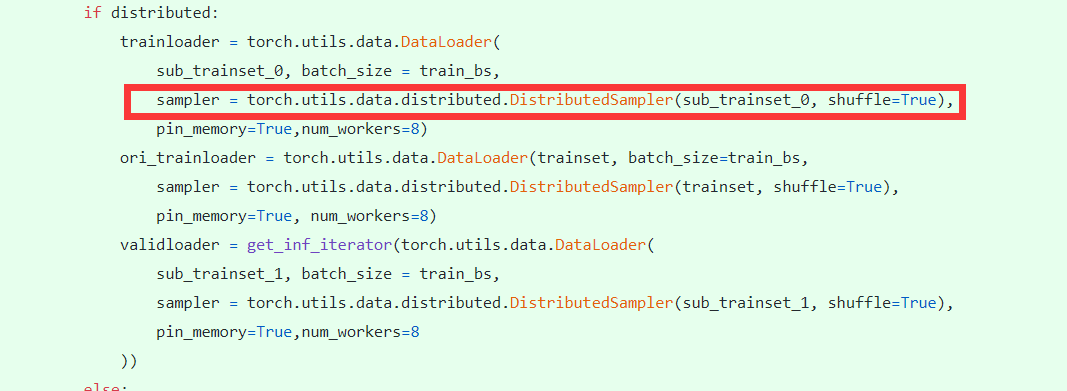 if distributed:
trainloader = torch.utils.data.DataLoader(
sub_trainset_0, batch_size = train_bs,
sampler = torch.utils.data.distributed.DistributedSampler(sub_trainset_0, shuffle=True),
pin_memory=True,num_workers=8)
ori_trainloader = torch.utils.data.DataLoader(trainset, batch_size=train_bs,
sampler = torch.utils.data.distributed.DistributedSampler(trainset, shuffle=True),
pin_memory=True, num_workers=8)
validloader = get_inf_iterator(torch.utils.data.DataLoader(
sub_trainset_1, batch_size = train_bs,
sampler = torch.utils.data.distributed.DistributedSampler(sub_trainset_1, shuffle=True),
pin_memory=True,num_workers=8
))
else: